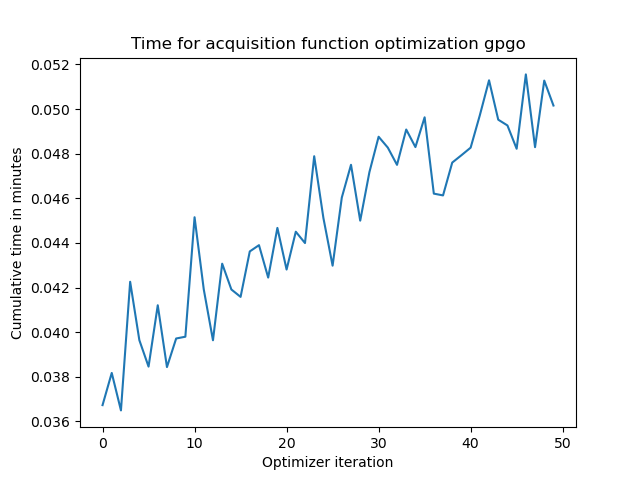 Time for acquisition function optimization gpgo
0.052
0.050
0.048
0.046
0.044
0.042
0.040
0.038
0.036
Cumulative time in minutes
0 10 20 30 40 50
Optimizer iteration